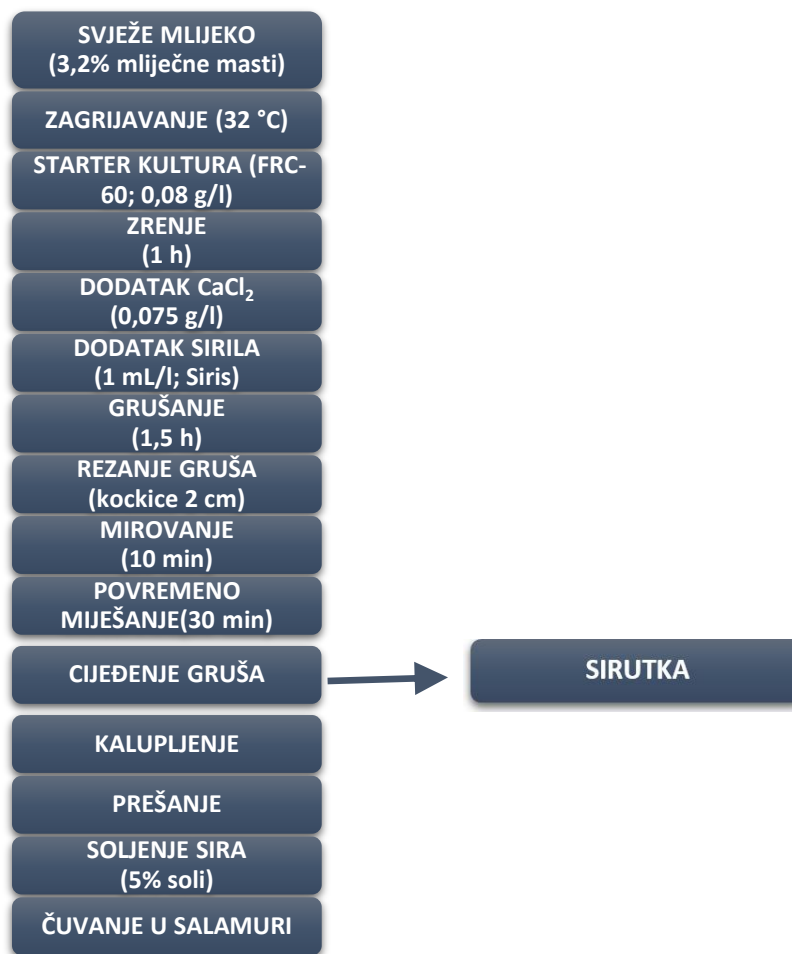 SVJEŽE MLIJEKO
(3,2% mliječne masti)
ZAGRIJAVANJE (32 °C)
STARTER KULTURA (FRC-
60; 0,08 g/l)
ZRENJE
(1 h)
DODATAK CaCl₂
(0,075 g/l)
DODATAK SIRILA
(1 mL/l; Siris)
GRUŠANJE
(1,5 h)
REZANJE GRUŠA
(kockice 2 cm)
MIROVANJE
(10 min)
POVREMENO
MIJEŠANJE(30 min)
CIJEĐENJE GRUŠA
SIRUTKA
KALUPLJENJE
PREŠANJE
SOLJENJE SIRA
(5% soli)
ČUVANJE U SALAMURI